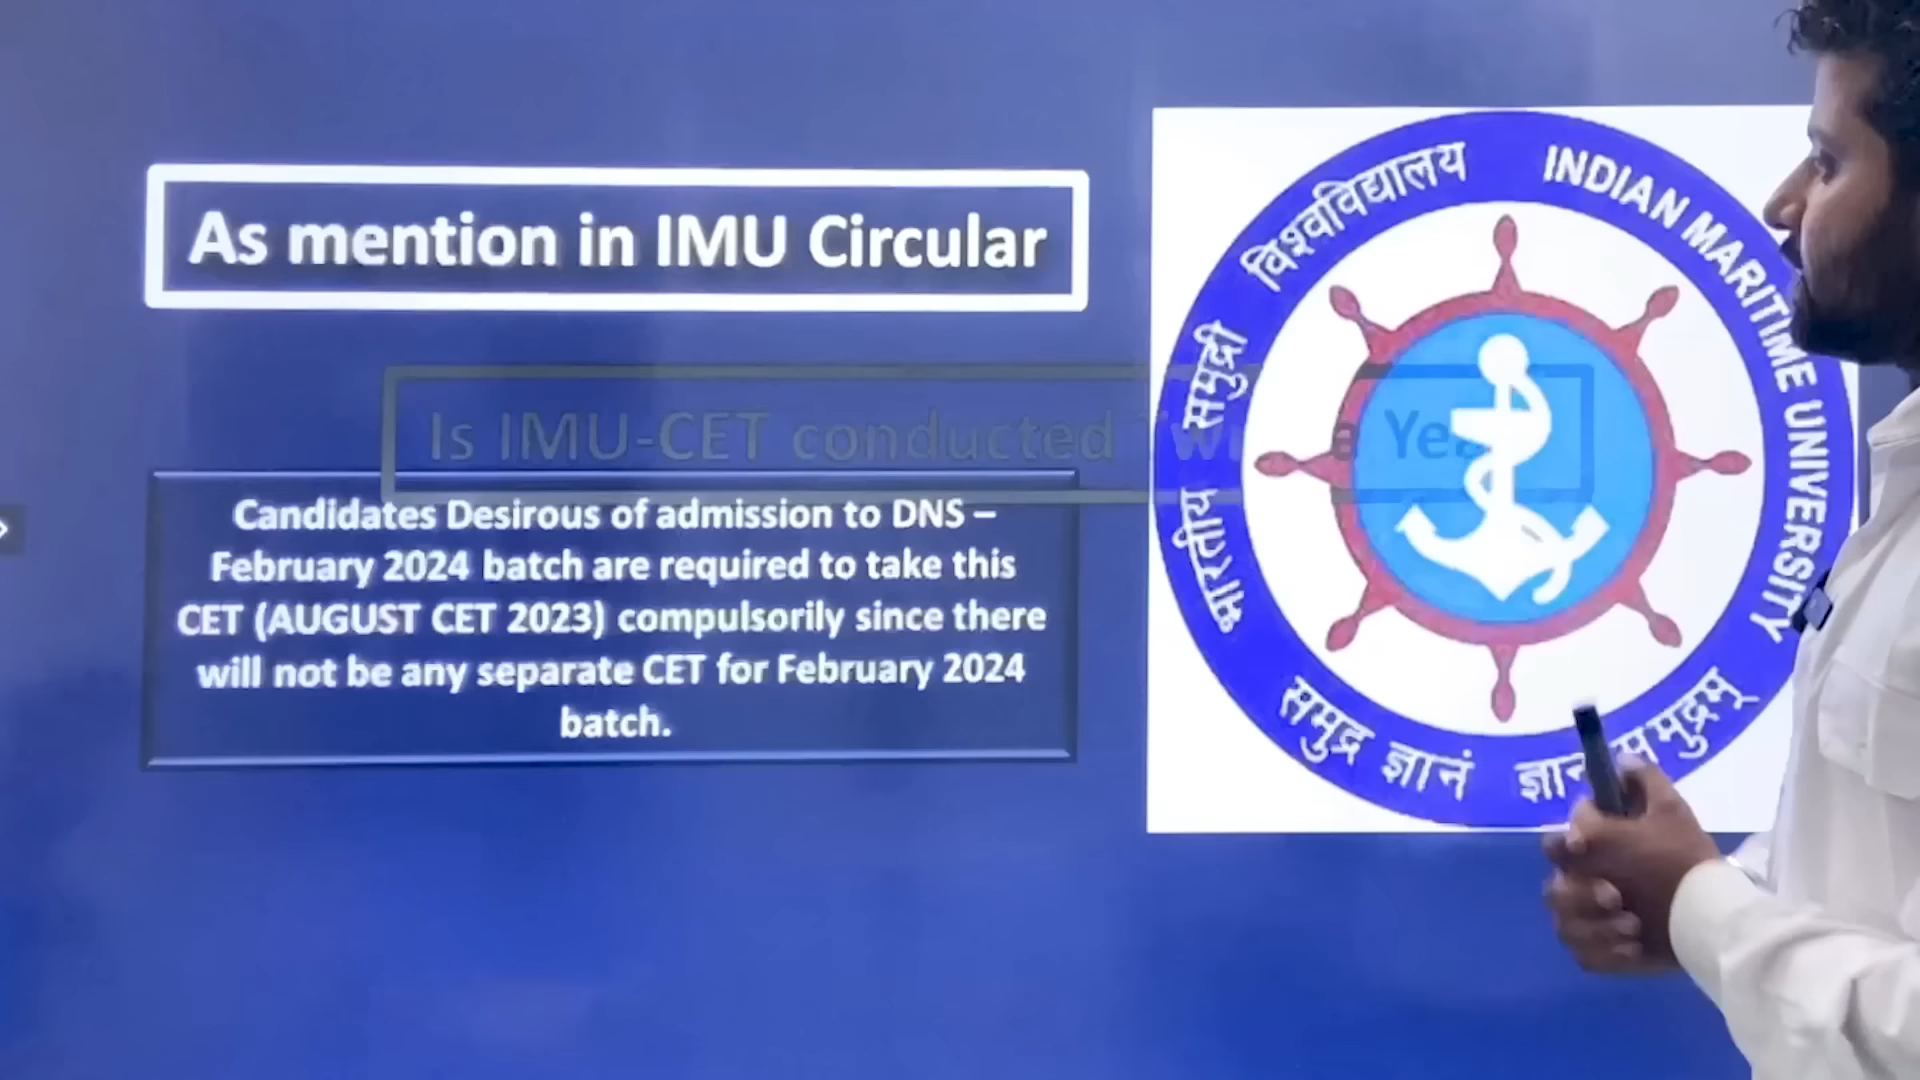 As mention in IMU Circular
Is IMU-CET conducted a
Candidates Desirous of admission to DNS –
February 2024 batch are required to take this
CET (AUGUST CET 2023) compulsorily since there
will not be any separate CET for February 2024
batch.
भारतीय समुद्री विश्वविद्यालय
INDIAN MARITIME UNIVERSITY
समुद्र ज्ञानं